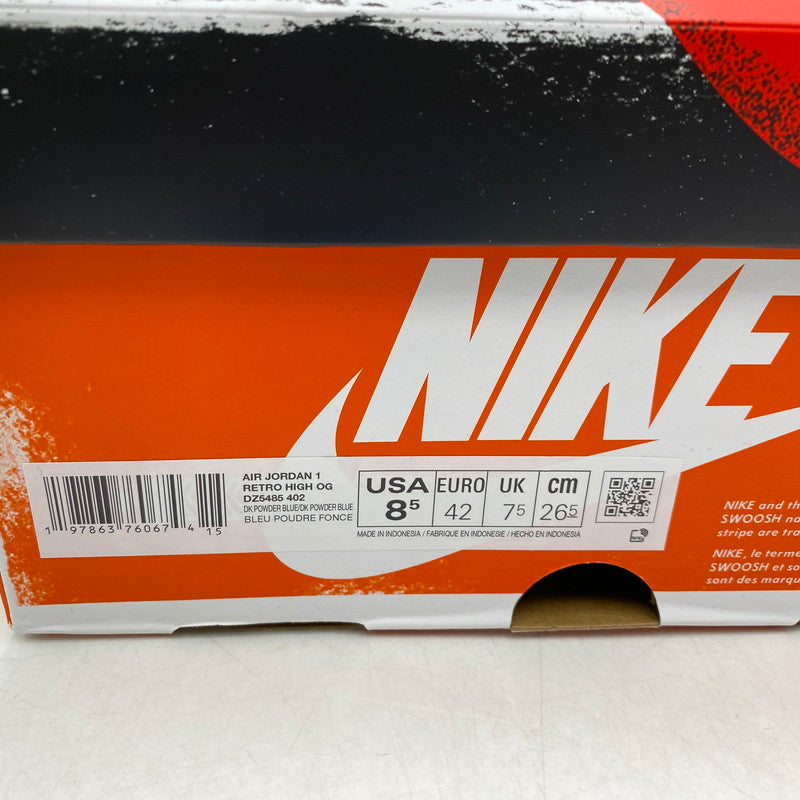 NIKE
AIR JORDAN 1
RETRO HIGH OG
DZ5485 402
DK POWDER BLUE/DK POWDER BLUE
BLEU POUDRE FONCE
1 97863 76067 4 15
USA EURO UK cm
8⁵ 42 7⁵ 26⁵
MADE IN INDONESIA / FABRIQUE EN INDONESIE / HECHO EN INDONESIA
NIKE and th
SWOOSH
stripe are tra
NIKE, le terme
SWOOSH et so
sont des marqu